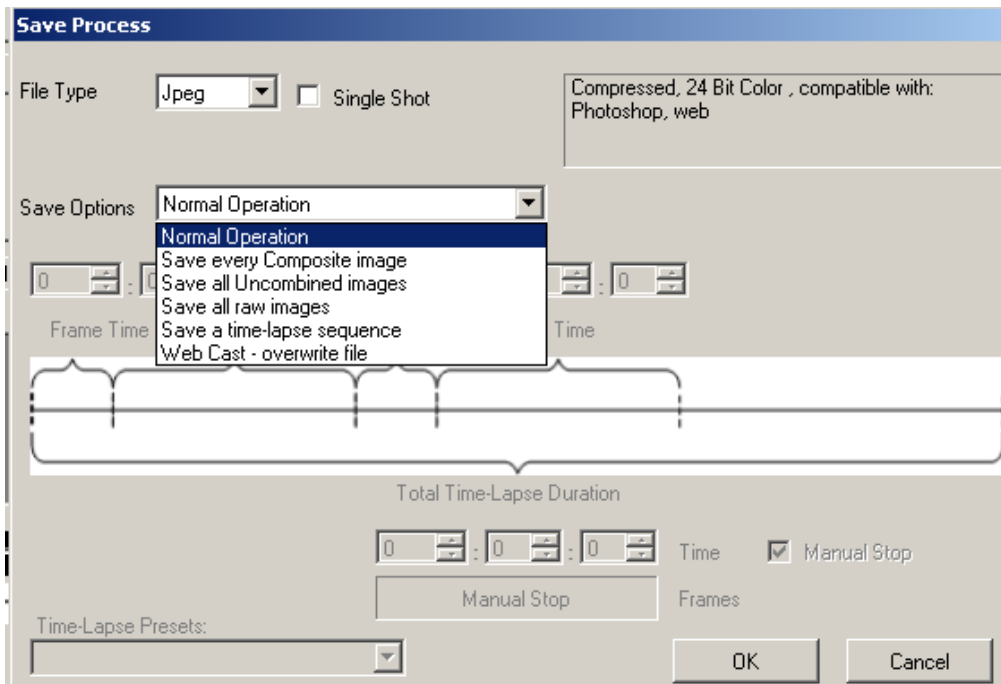 Save Process
File Type
Jpeg
Single Shot
Compressed, 24 Bit Color , compatible with:
Photoshop, web
Save Options
Normal Operation
Normal Operation
Save every Composite image
Save all Uncombined images
Save all raw images
Save a time-lapse sequence
Web Cast - overwrite file
0 : 0 : 0
Frame Time
Time
Total Time-Lapse Duration
0 : 0 : 0 Time Manual Stop
Manual Stop Frames
Time-Lapse Presets:
OK Cancel